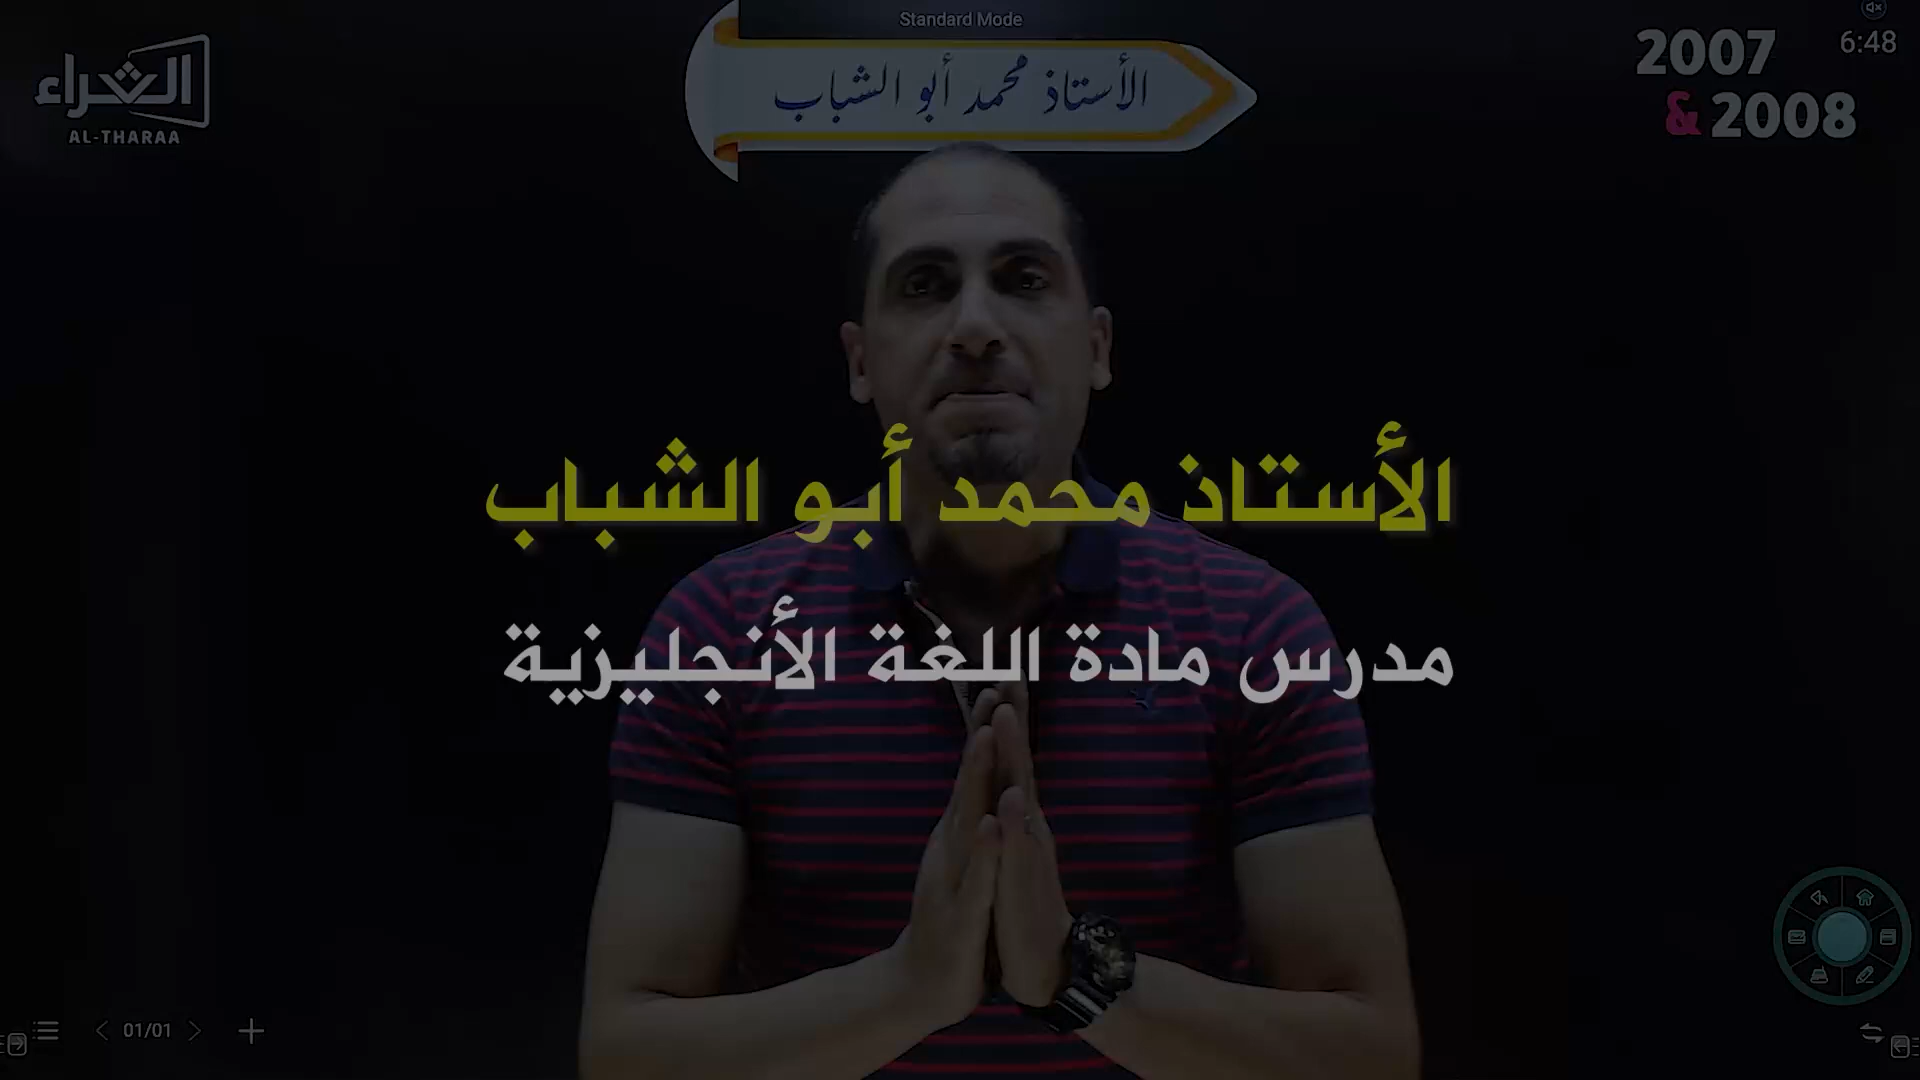 Standard Mode
6:48
الثراء
AL-THARAA
الأستاذ محمد أبو الشباب
2007
& 2008
الأستاذ محمد أبو الشباب
مدرس مادة اللغة الأنجليزية
01/01